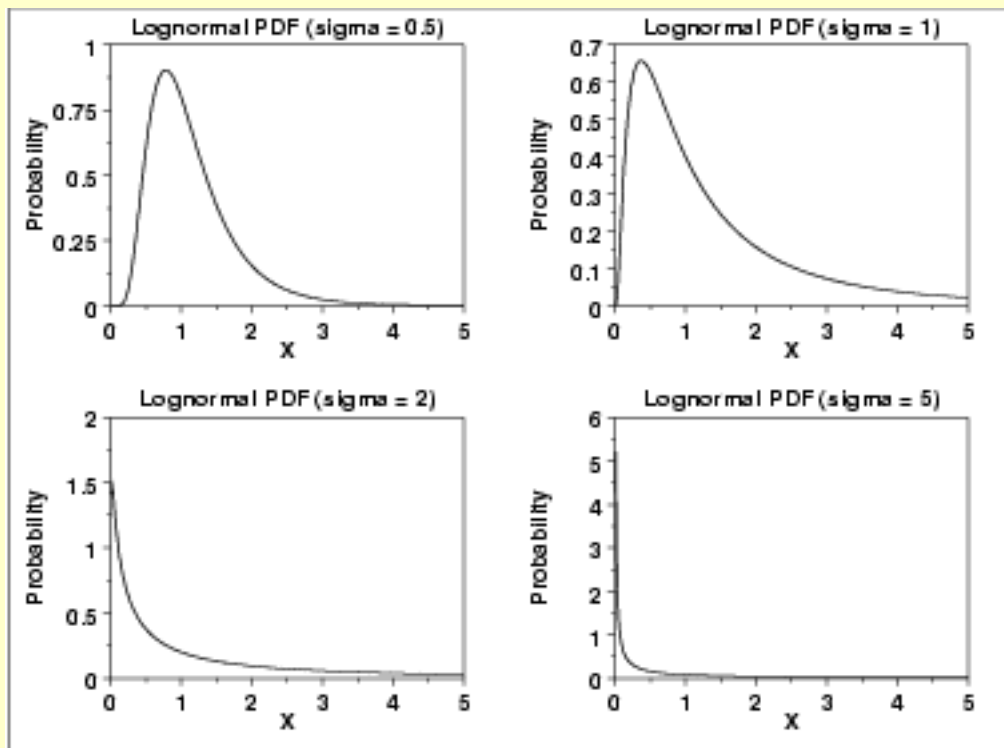 Lognormal PDF (sigma = 0.5)
Probability
1
0.75
0.5
0.25
0
0 1 2 3 4 5
X
Lognormal PDF (sigma = 1)
Probability
0.7
0.6
0.5
0.4
0.3
0.2
0.1
0
0 1 2 3 4 5
X
Lognormal PDF (sigma = 2)
Probability
2
1.5
1
0.5
0
0 1 2 3 4 5
X
Lognormal PDF (sigma = 5)
Probability
6
5
4
3
2
1
0
0 1 2 3 4 5
X